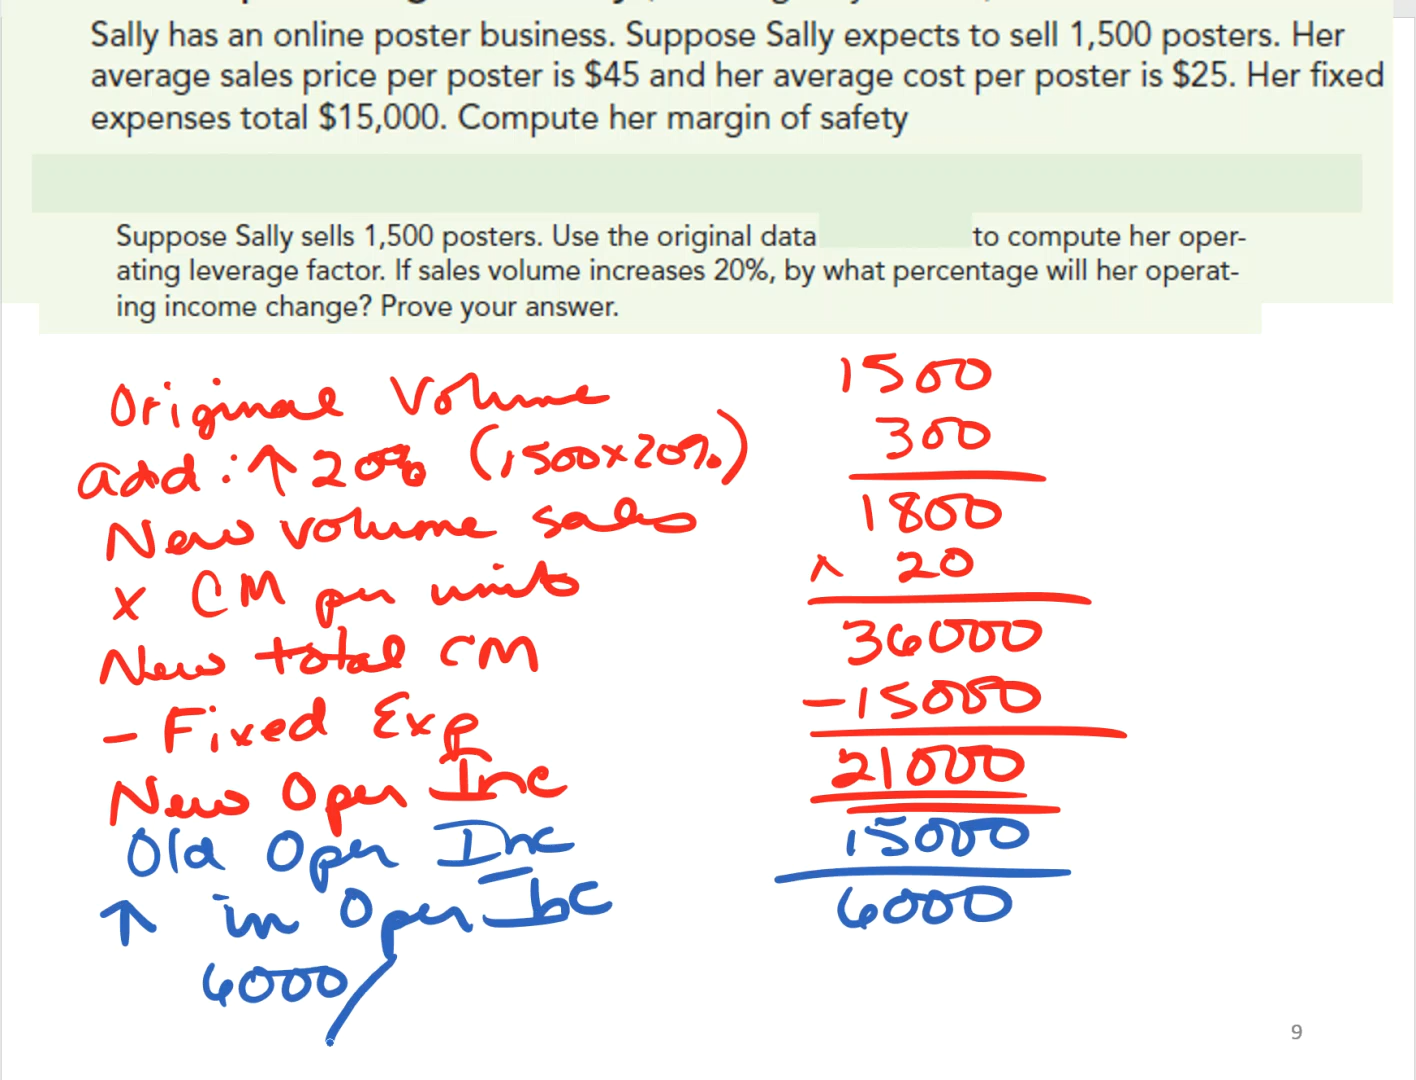 Sally has an online poster business. Suppose Sally expects to sell 1,500 posters. Her
average sales price per poster is $45 and her average cost per poster is $25. Her fixed
expenses total $15,000. Compute her margin of safety
Suppose Sally sells 1,500 posters. Use the original data to compute her oper-
ating leverage factor. If sales volume increases 20%, by what percentage will her operat-
ing income change? Prove your answer.
Original Volume 1500
add: ↑ 20% (1500x20%) 300
New volume sales 1800
x CM per units x 20
New total CM 36000
- Fixed Exp -15000
New Oper Inc 21000
Old Oper Inc 15000
↑ in Oper Inc 6000
6000/
9